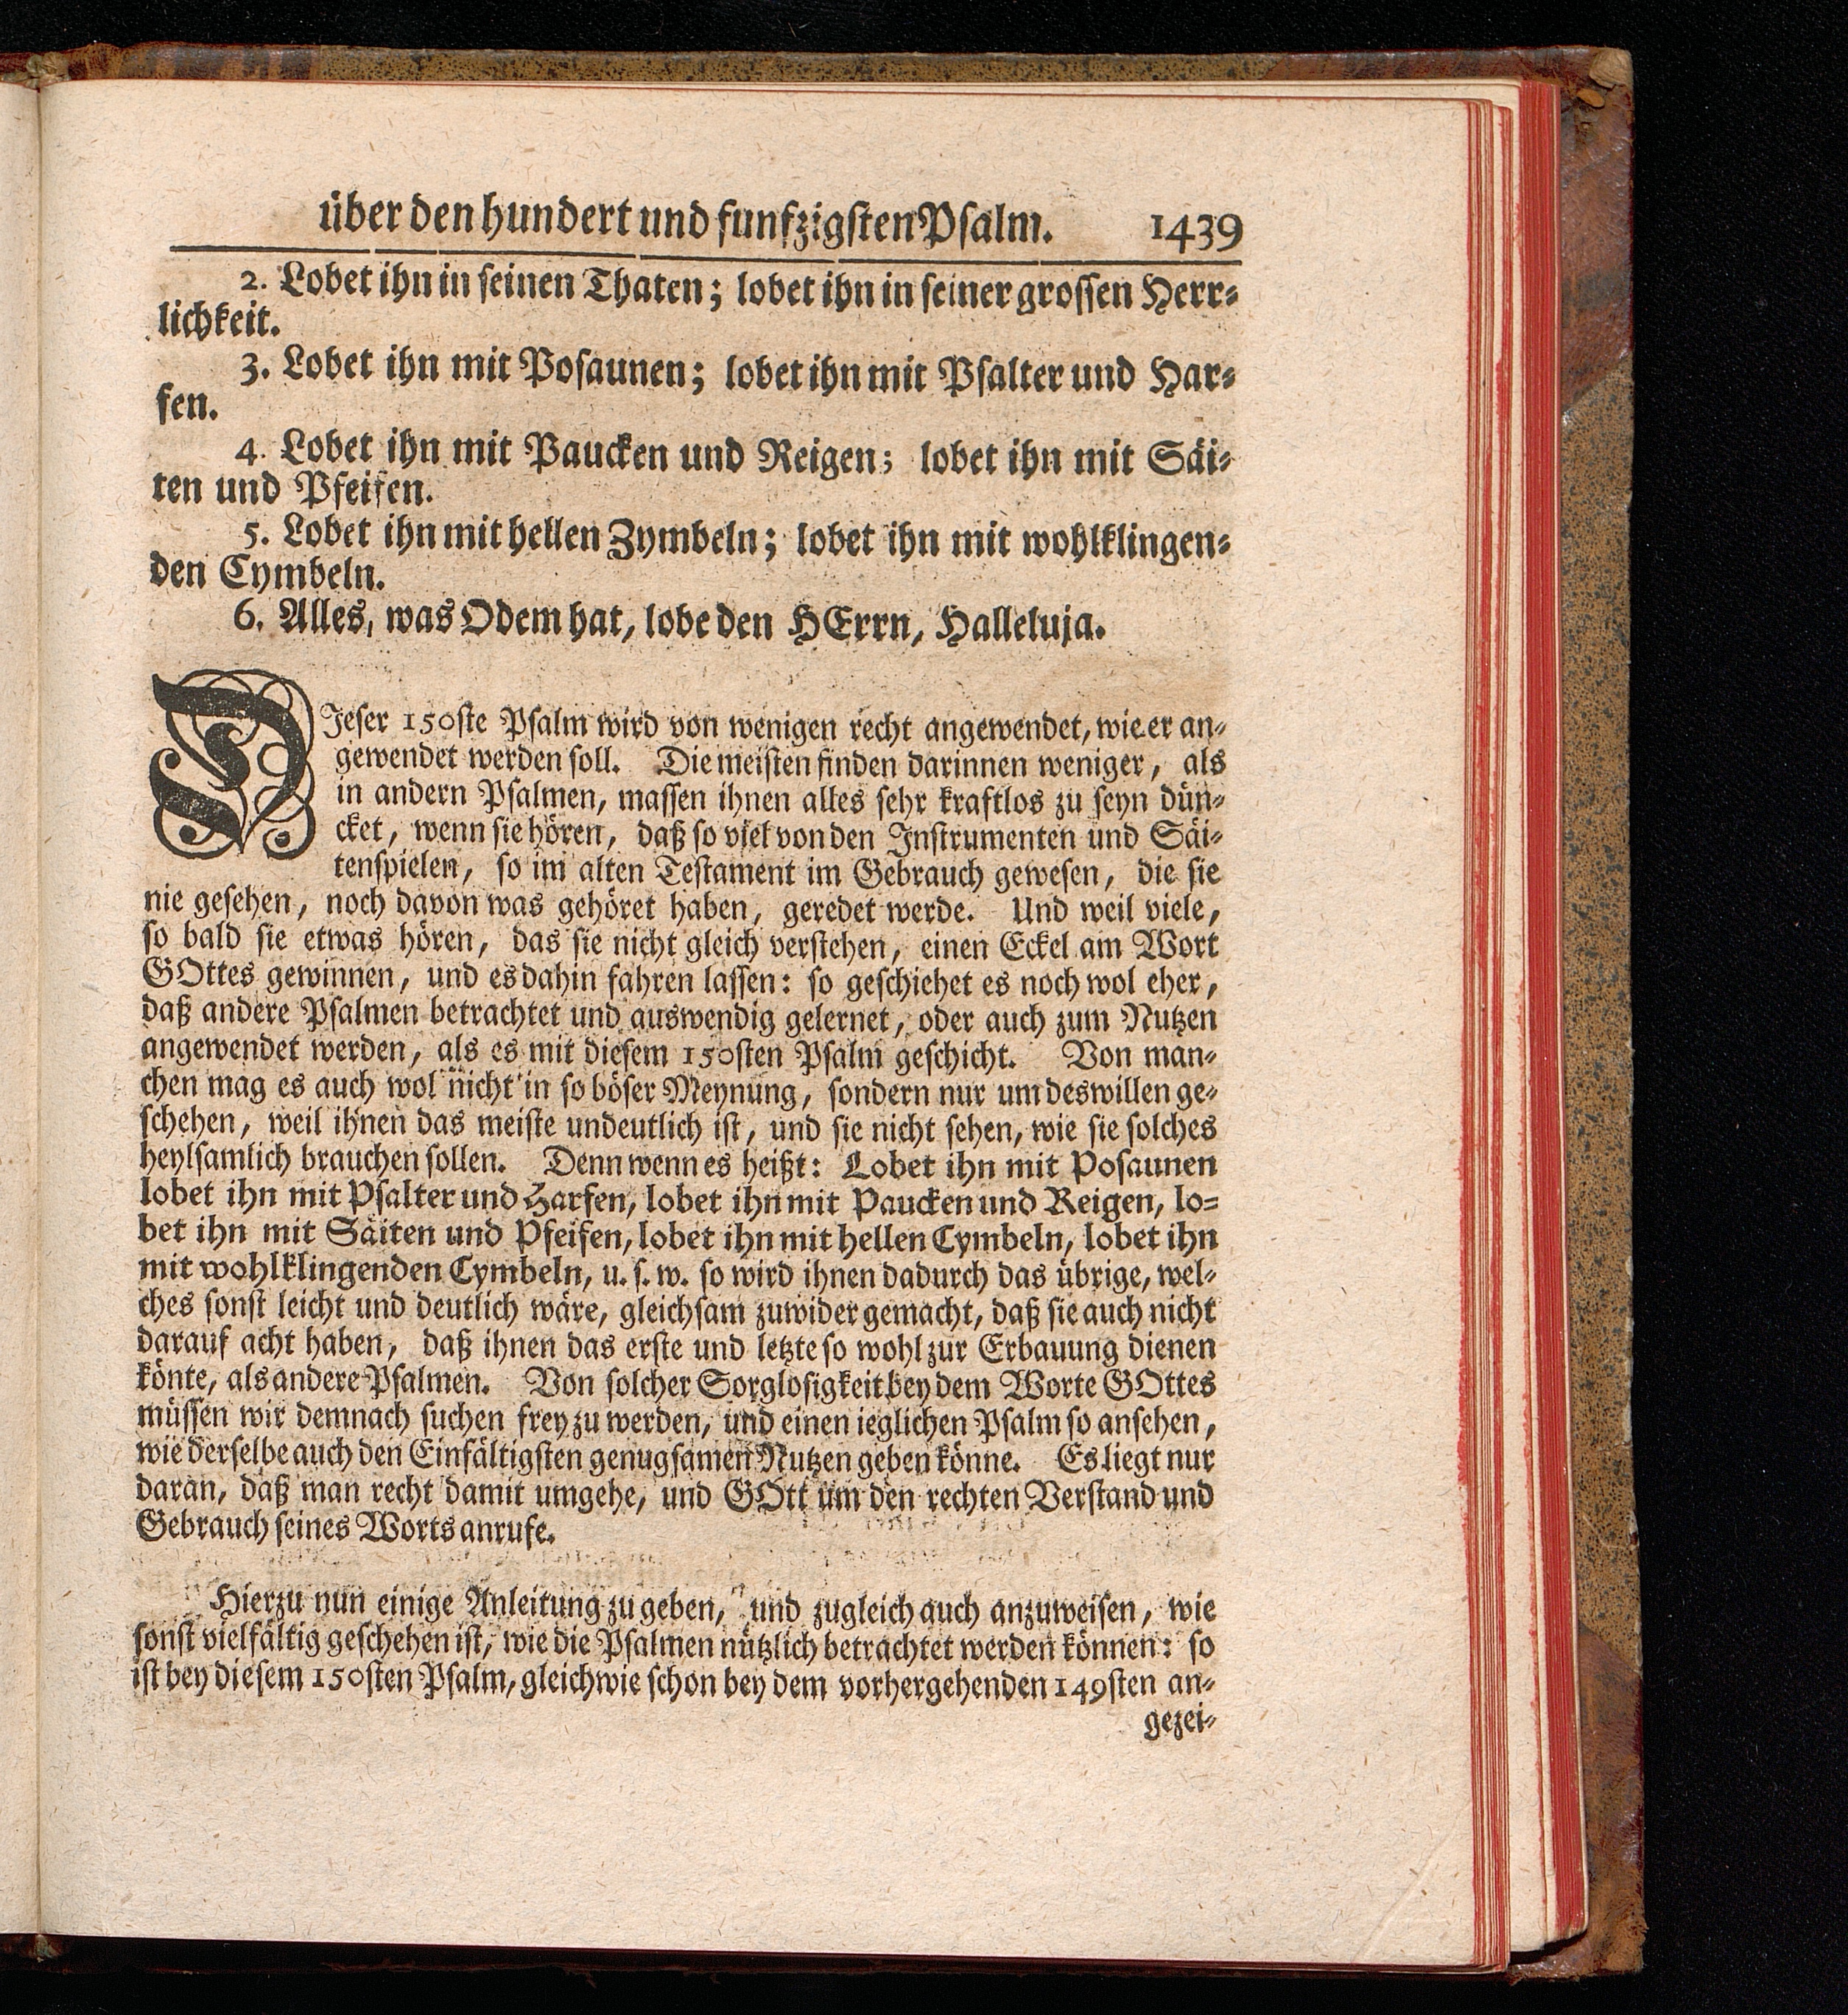 über den hundert und funfzigsten Psalm. 1439
2. Lobet ihn in seinen Thaten; lobet ihn in seiner grossen Herr-
lichkeit.
3. Lobet ihn mit Posaunen; lobet ihn mit Psalter und Har-
fen.
4. Lobet ihn mit Paucken und Reigen; lobet ihn mit Säi-
ten und Pfeifen.
5. Lobet ihn mit hellen Zymbeln; lobet ihn mit wohlklingen-
den Cymbeln.
6. Alles, was Odem hat, lobe den HErrn, Halleluja.
DIeser 150ste Psalm wird von wenigen recht angewendet, wie er an-
gewendet werden soll. Die meisten finden darinnen weniger, als
in andern Psalmen, massen ihnen alles sehr kraftlos zu seyn dün-
cket, wenn sie hören, daß so viel von den Instrumenten und Säi-
tenspielen, so im alten Testament im Gebrauch gewesen, die sie
nie gesehen, noch davon was gehöret haben, geredet werde. Und weil viele,
so bald sie etwas hören, das sie nicht gleich verstehen, einen Eckel am Wort
GOttes gewinnen, und es dahin fahren lassen: so geschiehet es noch wol eher,
daß andere Psalmen betrachtet und auswendig gelernet, oder auch zum Nutzen
angewendet werden, als es mit diesem 150sten Psalm geschicht. Von man-
chen mag es auch wol nicht in so böser Meynung, sondern nur um deswillen ge-
schehen, weil ihnen das meiste undeutlich ist, und sie nicht sehen, wie sie solches
heylsamlich brauchen sollen. Denn wenn es heißt: Lobet ihn mit Posaunen
lobet ihn mit Psalter und Harfen, lobet ihn mit Paucken und Reigen, lo-
bet ihn mit Säiten und Pfeifen, lobet ihn mit hellen Cymbeln, lobet ihn
mit wohlklingenden Cymbeln, u. s. w. so wird ihnen dadurch das übrige, wel-
ches sonst leicht und deutlich wäre, gleichsam zuwider gemacht, daß sie auch nicht
darauf acht haben, daß ihnen das erste und letzte so wohl zur Erbauung dienen
könte, als andere Psalmen. Von solcher Sorglosigkeit bey dem Worte GOttes
müssen wir demnach suchen frey zu werden, und einen ieglichen Psalm so ansehen,
wie derselbe auch den Einfältigsten genugsamen Nutzen geben könne. Es liegt nur
daran, daß man recht damit umgehe, und GOtt um den rechten Verstand und
Gebrauch seines Worts anrufe.
Hierzu nun einige Anleitung zu geben, und zugleich auch anzuweisen, wie
sonst vielfältig geschehen ist, wie die Psalmen nützlich betrachtet werden können: so
ist bey diesem 150sten Psalm, gleichwie schon bey dem vorhergehenden 149sten an-
gezei-